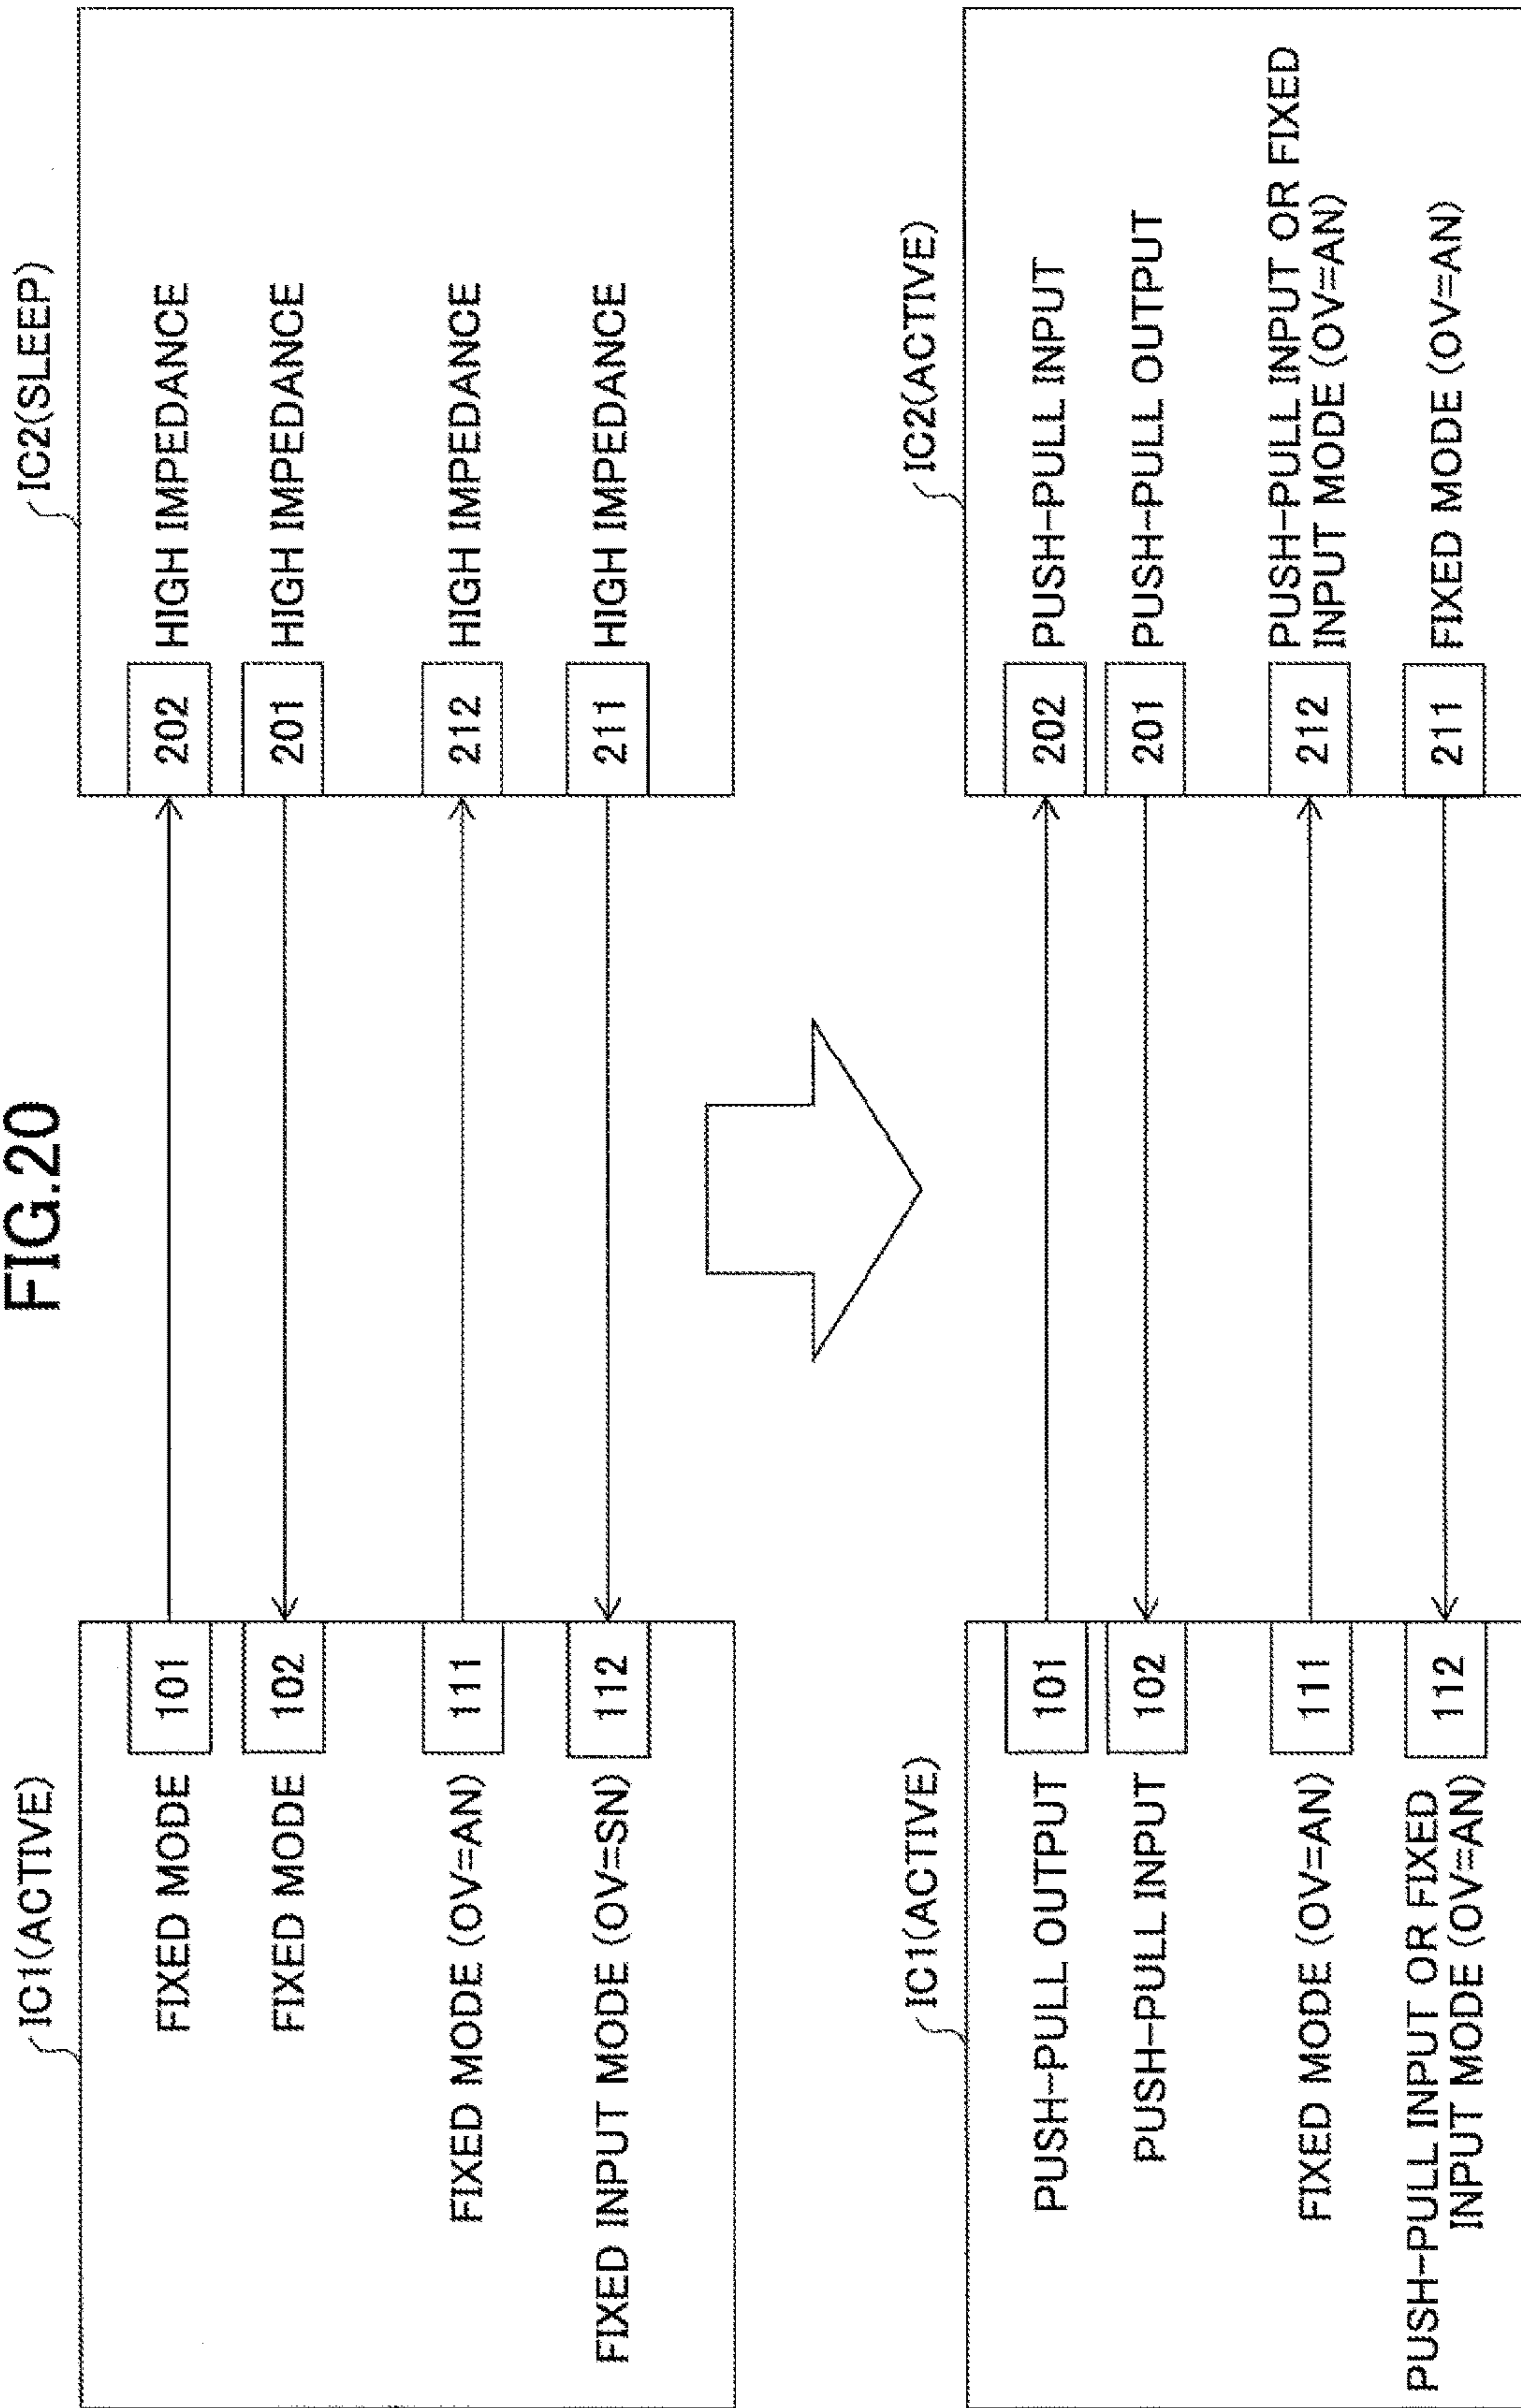 FIG.20
IC1(ACTIVE)
FIXED MODE
101
FIXED MODE
102
FIXED MODE (OV=AN)
111
FIXED INPUT MODE (OV=SN)
112
IC2(SLEEP)
202
HIGH IMPEDANCE
201
HIGH IMPEDANCE
212
HIGH IMPEDANCE
211
HIGH IMPEDANCE
IC1(ACTIVE)
PUSH-PULL OUTPUT
101
PUSH-PULL INPUT
102
FIXED MODE (OV=AN)
111
PUSH-PULL INPUT OR FIXED
INPUT MODE (OV=AN)
112
IC2(ACTIVE)
202
PUSH-PULL INPUT
201
PUSH-PULL OUTPUT
212
PUSH-PULL INPUT OR FIXED
INPUT MODE (OV=AN)
211
FIXED MODE (OV=AN)